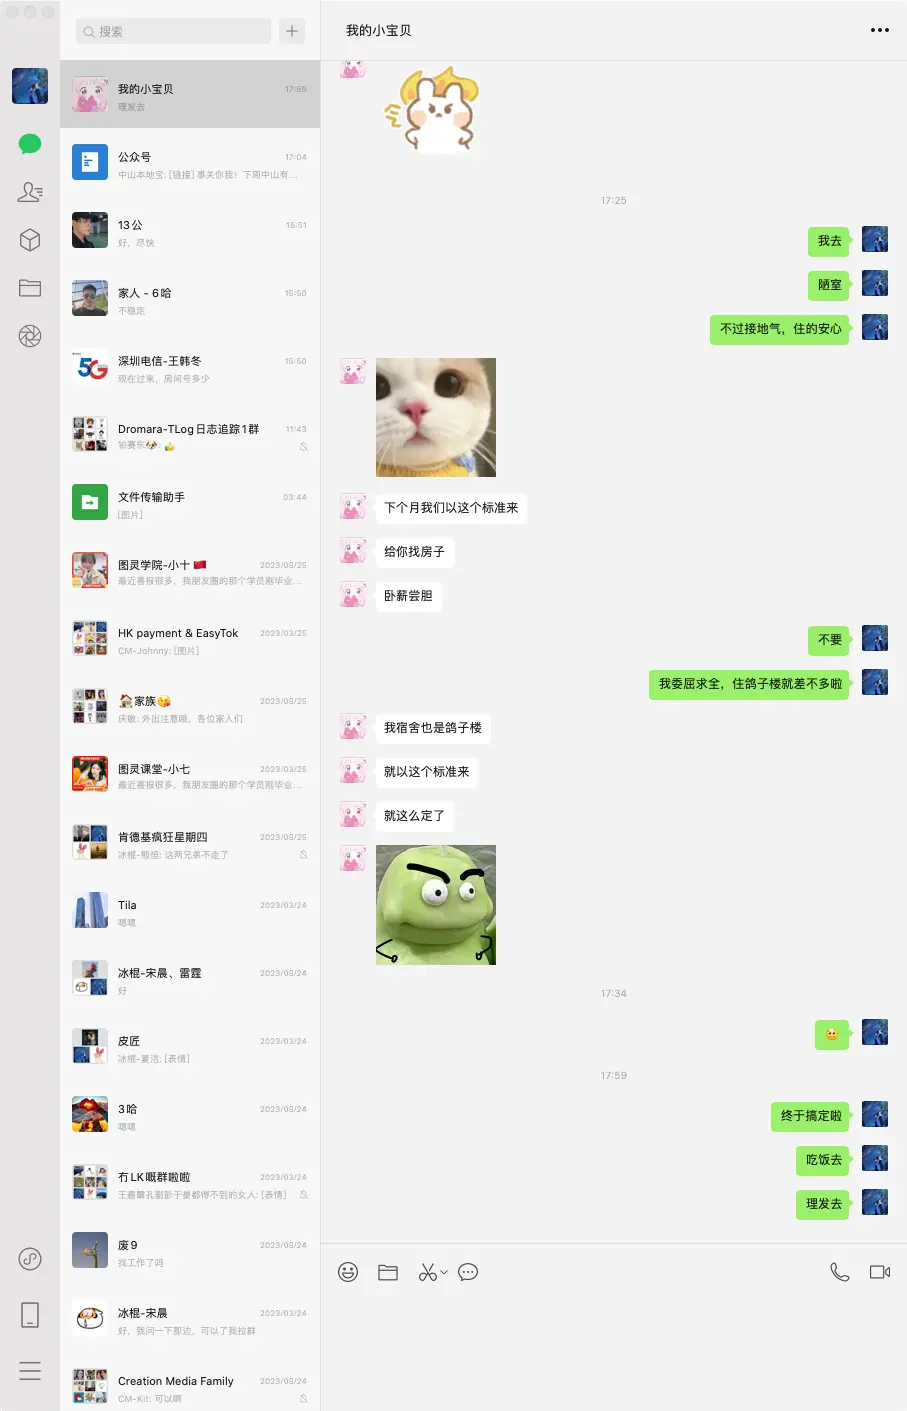 搜索
我的小宝贝
17:59
理发去
公众号
17:04
中山本地宝: [链接] 事关你我！下周中山有...
13公
15:51
好，尽快
家人 - 6哈
15:50
不稳定
5G
深圳电信-王韩冬
15:50
现在过来，房间号多少
Dromara-TLog日志追踪1群
11:43
铂赛东🐶: 👍
文件传输助手
03:44
[图片]
图灵学院-小十 🇨🇳
2023/03/25
最近喜报很多，我朋友圈的那个学员刚毕业...
HK payment & EasyTok
2023/03/25
CM-Johnny: [图片]
🏠家族😘
2023/03/25
庆敏: 外出注意哦，各位家人们
图灵课堂-小七
2023/03/25
最近喜报很多，我朋友圈的那个学员刚毕业...
肯德基疯狂星期四
2023/03/25
冰棍-熊恒: 这两兄弟不走了
Tila
2023/03/24
嗯嗯
冰棍-宋晨、雷霆
2023/03/24
好
皮匠
2023/03/24
冰棍-夏洁: [表情]
3哈
2023/03/24
嗯嗯
冇LK嘅群啦啦
2023/03/24
王嘉爾孔劉彭于晏都得不到的女人: [表情]
废9
2023/03/24
找工作了吗
冰棍-宋晨
2023/03/24
好，我问一下那边，可以了我拉群
Creation Media Family
2023/03/24
CM-Kit: 可以啊
我的小宝贝
17:25
我去
陋室
不过接地气，住的安心
下个月我们以这个标准来
给你找房子
卧薪尝胆
不要
我委屈求全，住鸽子楼就差不多啦
我宿舍也是鸽子楼
就以这个标准来
就这么定了
17:34
17:59
终于搞定啦
吃饭去
理发去